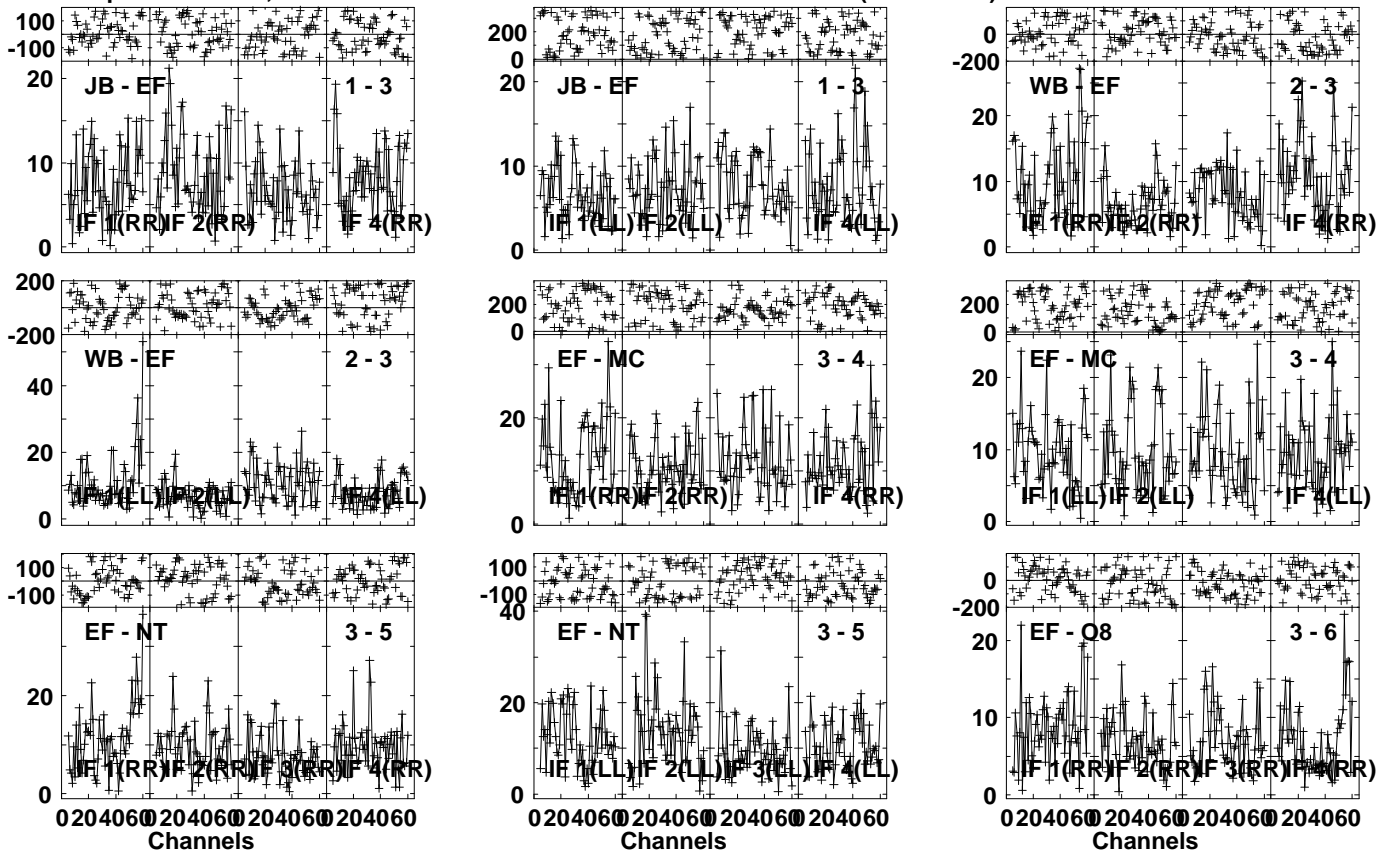 100 200 0
-100 0 -200
JB - EF 1 - 3 JB - EF 1 - 3 WB - EF 2 - 3
20 20 20
10 10 10
IF 1(RR) IF 2(RR) IF 4(RR) IF 1(LL) IF 2(LL) IF 4(LL) IF 1(RR) IF 2(RR) IF 4(RR)
0 0 0
200 200 200
0 0 0
-200
WB - EF 2 - 3 EF - MC 3 - 4 EF - MC 3 - 4
40 20 20
20 10
IF 1(LL) IF 2(LL) IF 4(LL) IF 1(RR) IF 2(RR) IF 4(RR) IF 1(LL) IF 2(LL) IF 4(LL)
0 0 0
100 100 0
-100 -100 -200
40
EF - NT 3 - 5 EF - NT 3 - 5 EF - O8 3 - 6
20 20 20
10
IF 1(RR) IF 2(RR) IF 3(RR) IF 4(RR) IF 1(LL) IF 2(LL) IF 3(LL) IF 4(LL) IF 1(RR) IF 2(RR) IF 3(RR) IF 4(RR)
0 0 0
0 20 40 60 0 20 40 60 0 20 40 60 0 20 40 60 0 20 40 60 0 20 40 60 0 20 40 60 0 20 40 60 0 20 40 60 0 20 40 60 0 20 40 60 0 20 40 60
Channels Channels Channels